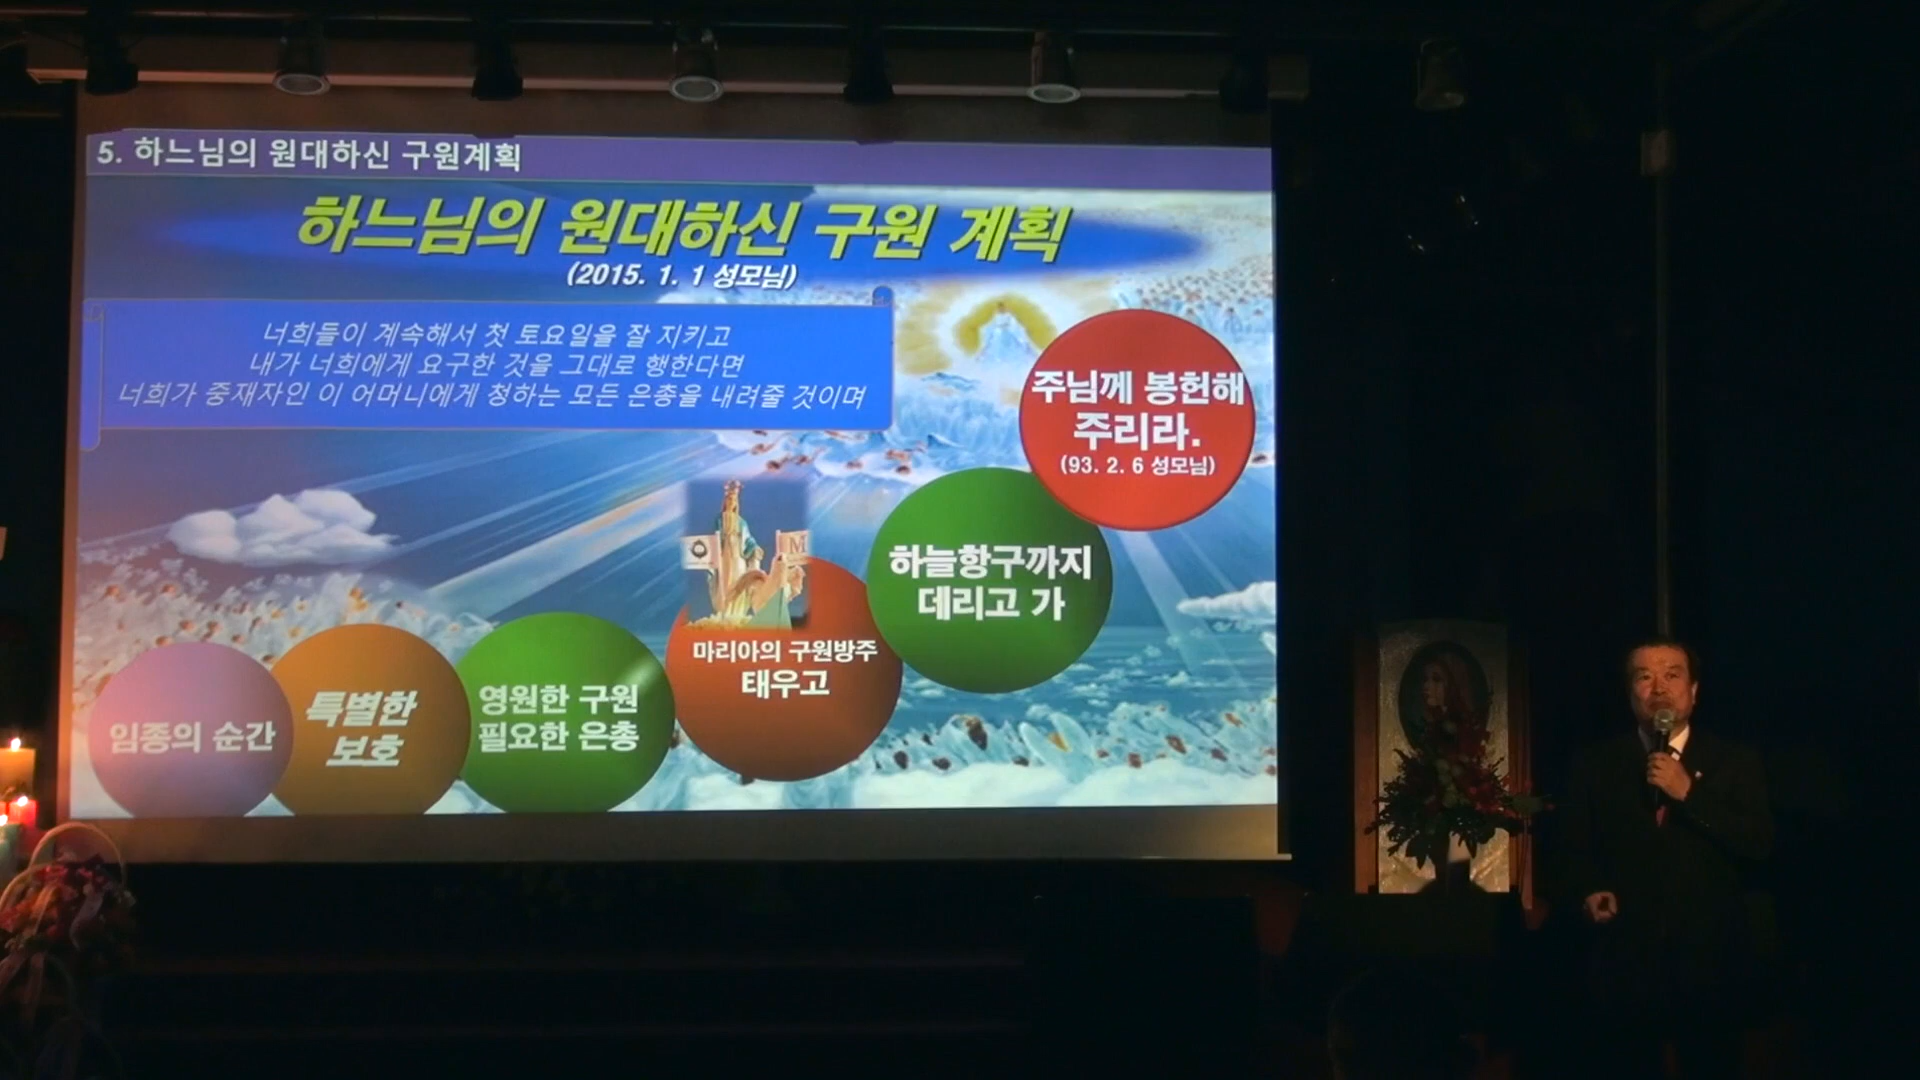 5. 하느님의 원대하신 구원계획
하느님의 원대하신 구원 계획
(2015. 1. 1 성모님)
너희들이 계속해서 첫 토요일을 잘 지키고
내가 너희에게 요구한 것을 그대로 행한다면
너희가 중재자인 이 어머니에게 청하는 모든 은총을 내려줄 것이며
임종의 순간
특별한
보호
영원한 구원
필요한 은총
M
마리아의 구원방주
태우고
하늘항구까지
데리고 가
주님께 봉헌해
주리라.
(93. 2. 6 성모님)